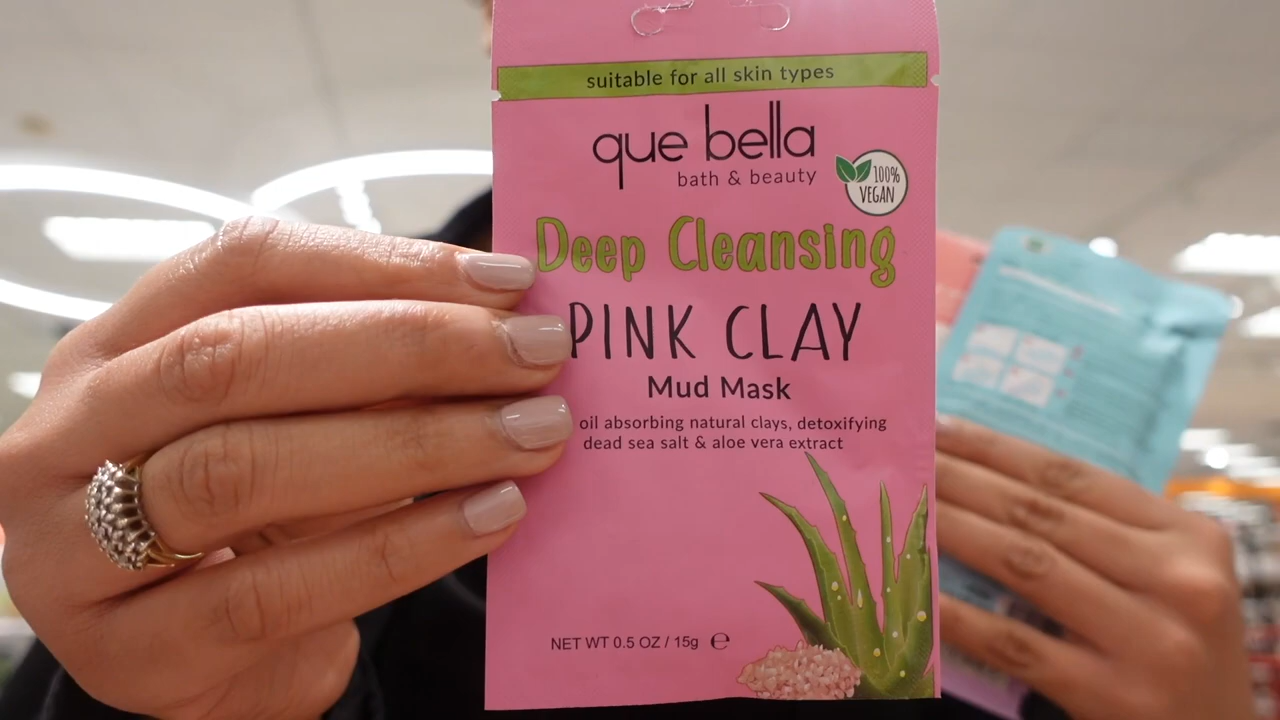 suitable for all skin types
que bella
bath & beauty
100%
VEGAN
Deep Cleansing
PINK CLAY
Mud Mask
oil absorbing natural clays, detoxifying
dead sea salt & aloe vera extract
NET WT 0.5 OZ / 15g ℮